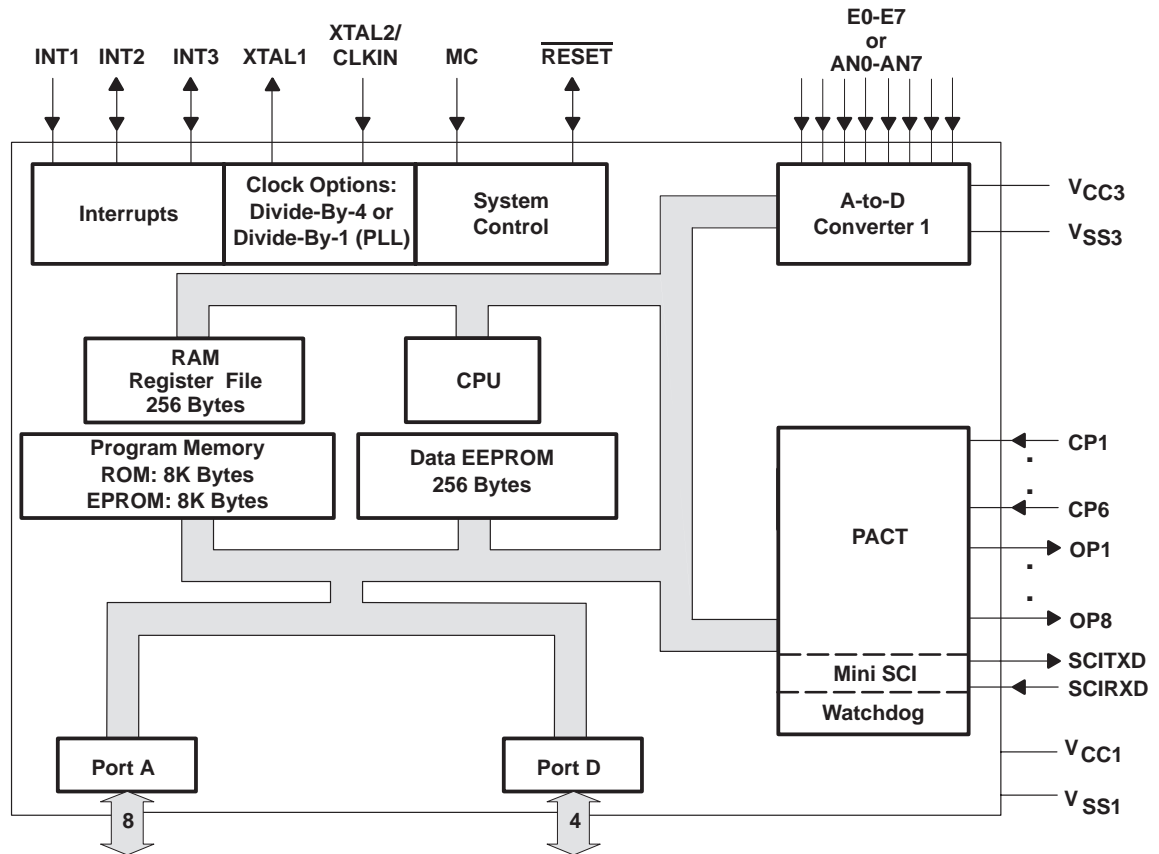 E0-E7
or
AN0-AN7
INT1
INT2
INT3
XTAL1
XTAL2/
CLKIN
MC
RESET
Interrupts
Clock Options:
Divide-By-4 or
Divide-By-1 (PLL)
System
Control
A-to-D
Converter 1
VCC3
VSS3
RAM
Register File
256 Bytes
CPU
Program Memory
ROM: 8K Bytes
EPROM: 8K Bytes
Data EEPROM
256 Bytes
PACT
CP1
CP6
OP1
OP8
Mini SCI
SCITXD
SCIRXD
Watchdog
Port A
Port D
VCC1
VSS1
8
4